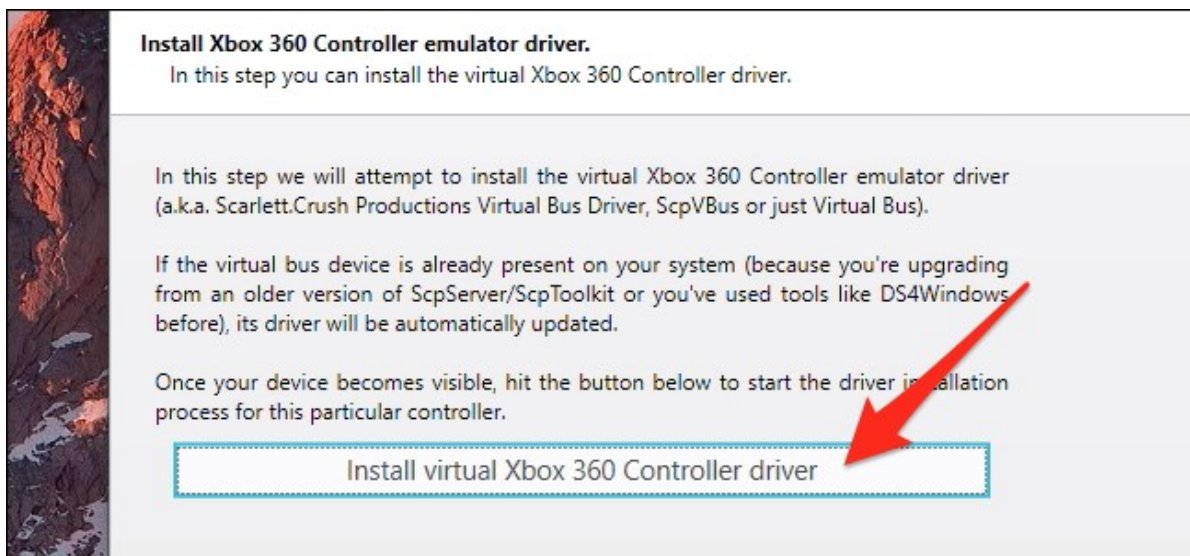 Install Xbox 360 Controller emulator driver.
In this step you can install the virtual Xbox 360 Controller driver.
In this step we will attempt to install the virtual Xbox 360 Controller emulator driver
(a.k.a. Scarlett.Crush Productions Virtual Bus Driver, ScpVBus or just Virtual Bus).
If the virtual bus device is already present on your system (because you're upgrading
from an older version of ScpServer/ScpToolkit or you've used tools like DS4Windows
before), its driver will be automatically updated.
Once your device becomes visible, hit the button below to start the driver installation
process for this particular controller.
Install virtual Xbox 360 Controller driver